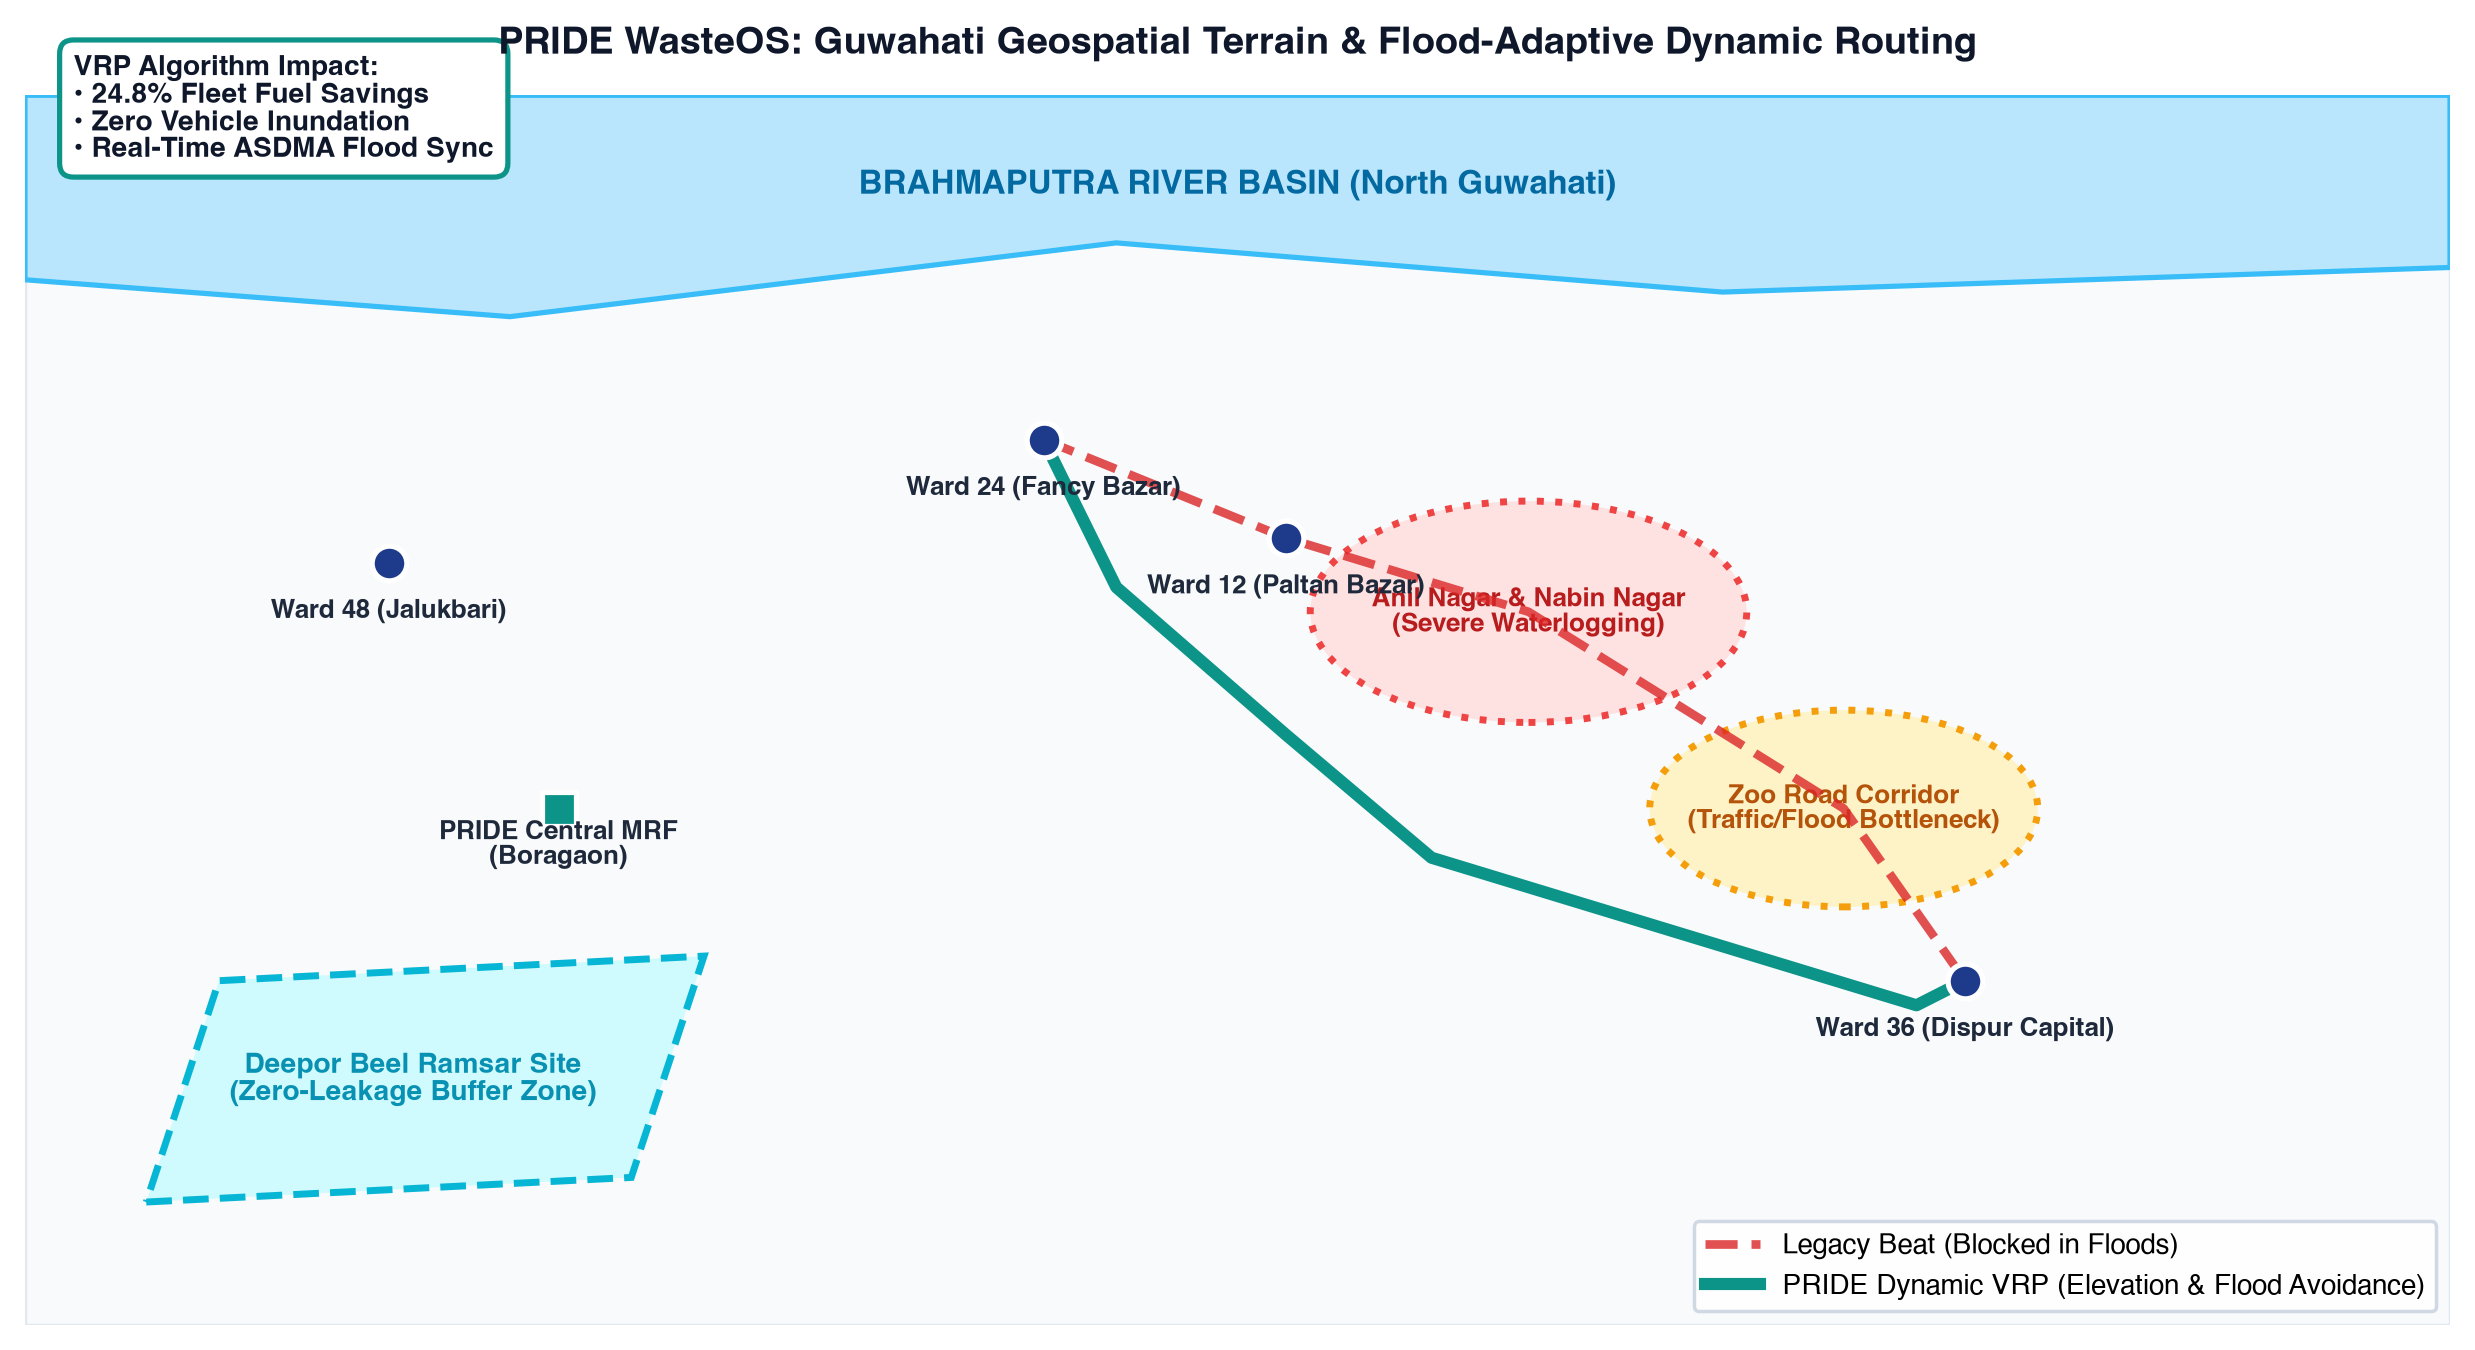 PRIDE WasteOS: Guwahati Geospatial Terrain & Flood-Adaptive Dynamic Routing
VRP Algorithm Impact:
• 24.8% Fleet Fuel Savings
• Zero Vehicle Inundation
• Real-Time ASDMA Flood Sync
BRAHMAPUTRA RIVER BASIN (North Guwahati)
Ward 24 (Fancy Bazar)
Ward 12 (Paltan Bazar)
Anil Nagar & Nabin Nagar
(Severe Waterlogging)
Ward 48 (Jalukbari)
Zoo Road Corridor
(Traffic/Flood Bottleneck)
PRIDE Central MRF
(Boragaon)
Ward 36 (Dispur Capital)
Deepor Beel Ramsar Site
(Zero-Leakage Buffer Zone)
Legacy Beat (Blocked in Floods)
PRIDE Dynamic VRP (Elevation & Flood Avoidance)